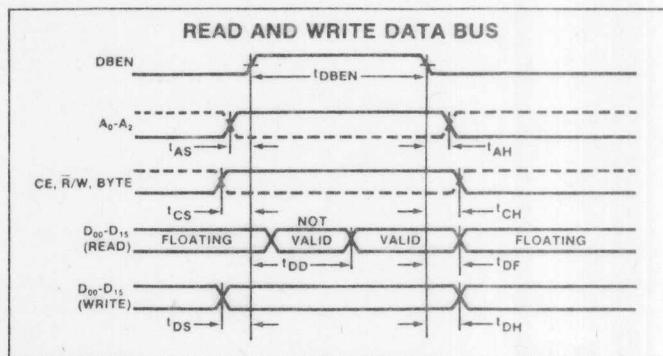 READ AND WRITE DATA BUS
DBEN
tDBEN
A0-A2
tAS
tAH
CE, R̅/W, BYTE
tCS
tCH
D00-D15
(READ)
FLOATING
NOT
VALID
VALID
FLOATING
tDD
tDF
D00-D15
(WRITE)
tDS
tDH